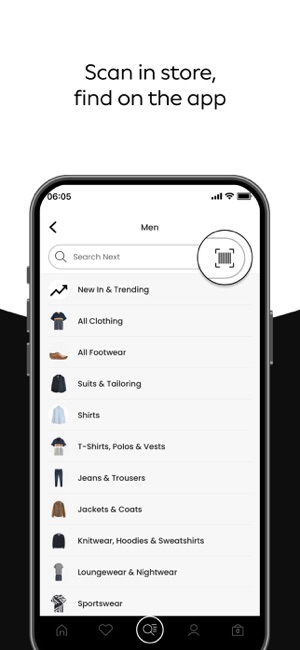 Scan in store,
find on the app
06:05
Men
Search Next
New In & Trending
All Clothing
All Footwear
Suits & Tailoring
Shirts
T-Shirts, Polos & Vests
Jeans & Trousers
Jackets & Coats
Knitwear, Hoodies & Sweatshirts
Loungewear & Nightwear
Sportswear